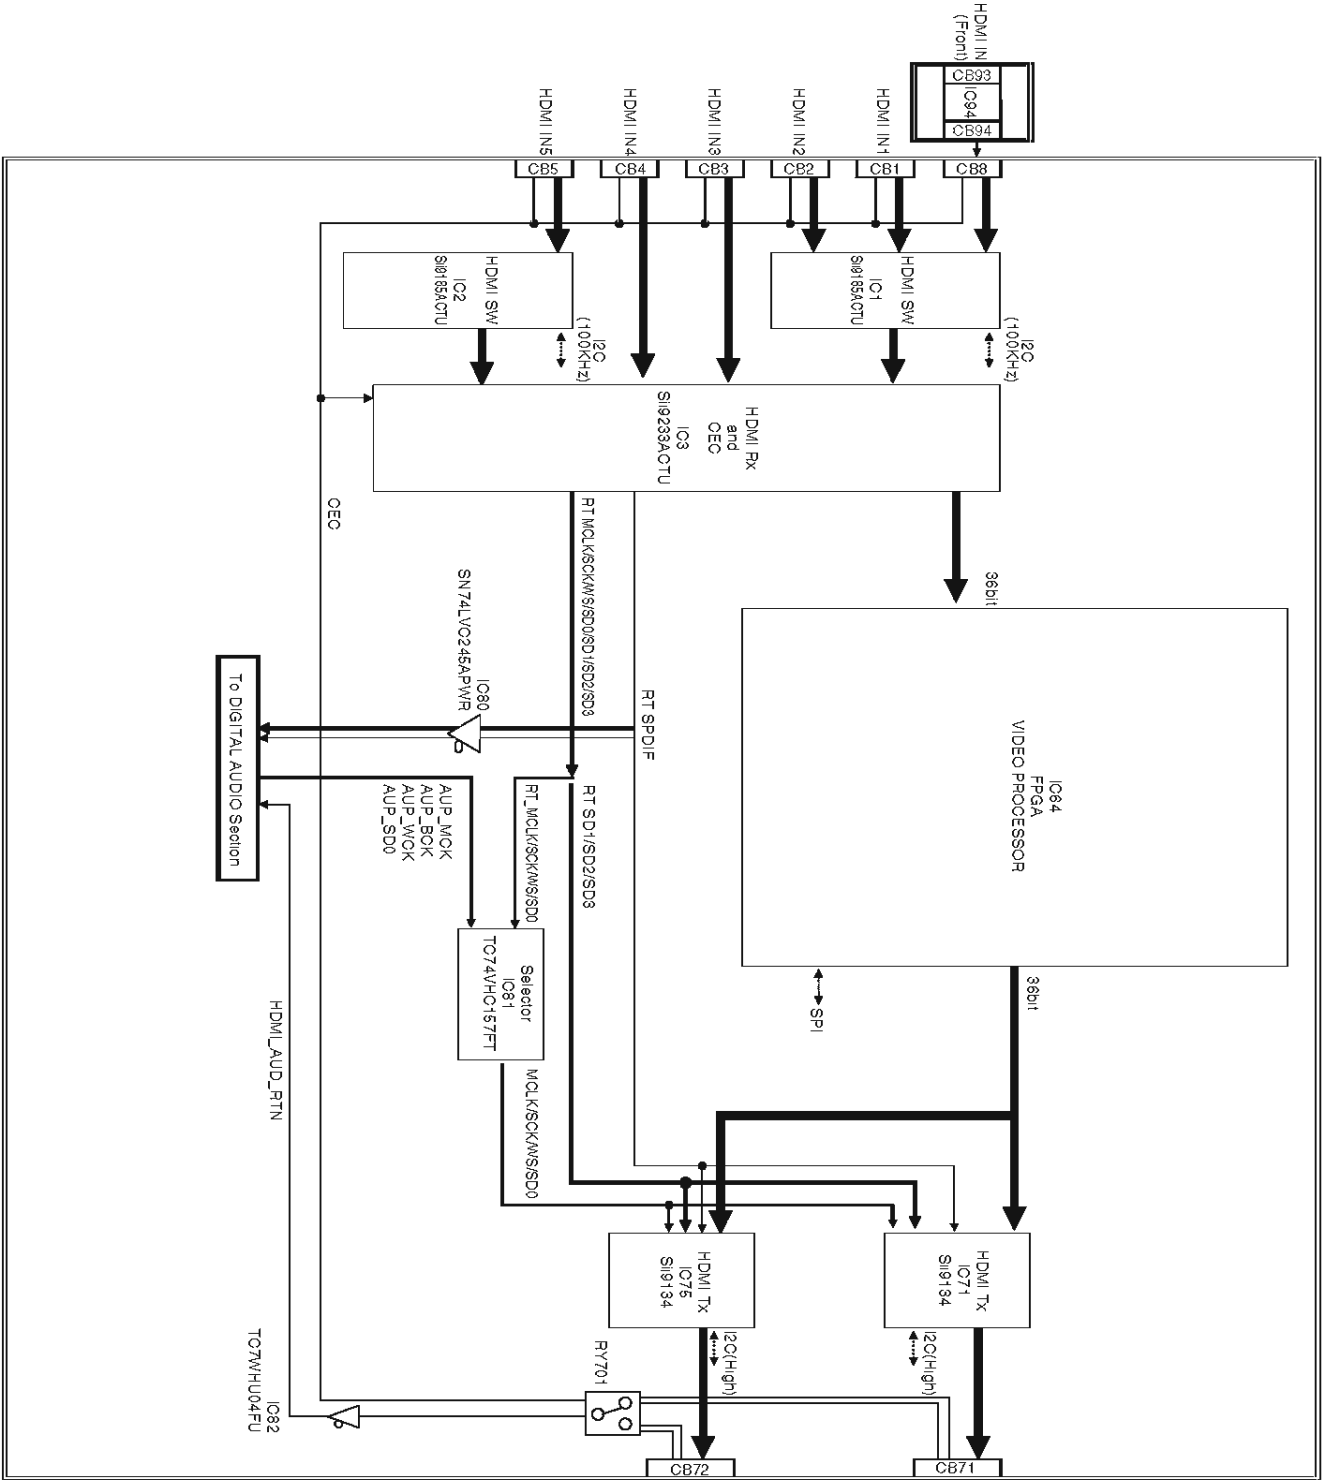 HDMI IN
(Front)
CB93
IC94
CB94
HDMI IN5
HDMI IN4
HDMI IN3
HDMI IN2
HDMI IN1
CB5
CB4
CB3
CB2
CB1
CB8
HDMI SW
IC2
Sii9185ACTU
I2C
(100KHz)
HDMI SW
IC1
Sii9185ACTU
I2C
(100KHz)
HDMI Rx
and
CEC
IC3
Sii9233ACTU
CEC
RT MCLK/SCK/WS/SD0/SD1/SD2/SD3
36bit
IC80
SN74LVC245APWR
RT SPDIF
IC64
FPGA
VIDEO PROCESSOR
To DIGITAL AUDIO Section
AUP_MCK
AUP_BCK
AUP_WCK
AUP_SD0
RT_MCLK/SCK/WS/SD0
RT SD1/SD2/SD3
Selector
IC81
TC74VHC157FT
SPI
36bit
HDMI_AUD_RTN
MCLK/SCK/WS/SD0
HDMI Tx
IC75
Sii9134
HDMI Tx
IC71
Sii9134
I2C(High)
I2C(High)
RY701
IC82
TC7WHU04FU
CB72
CB71